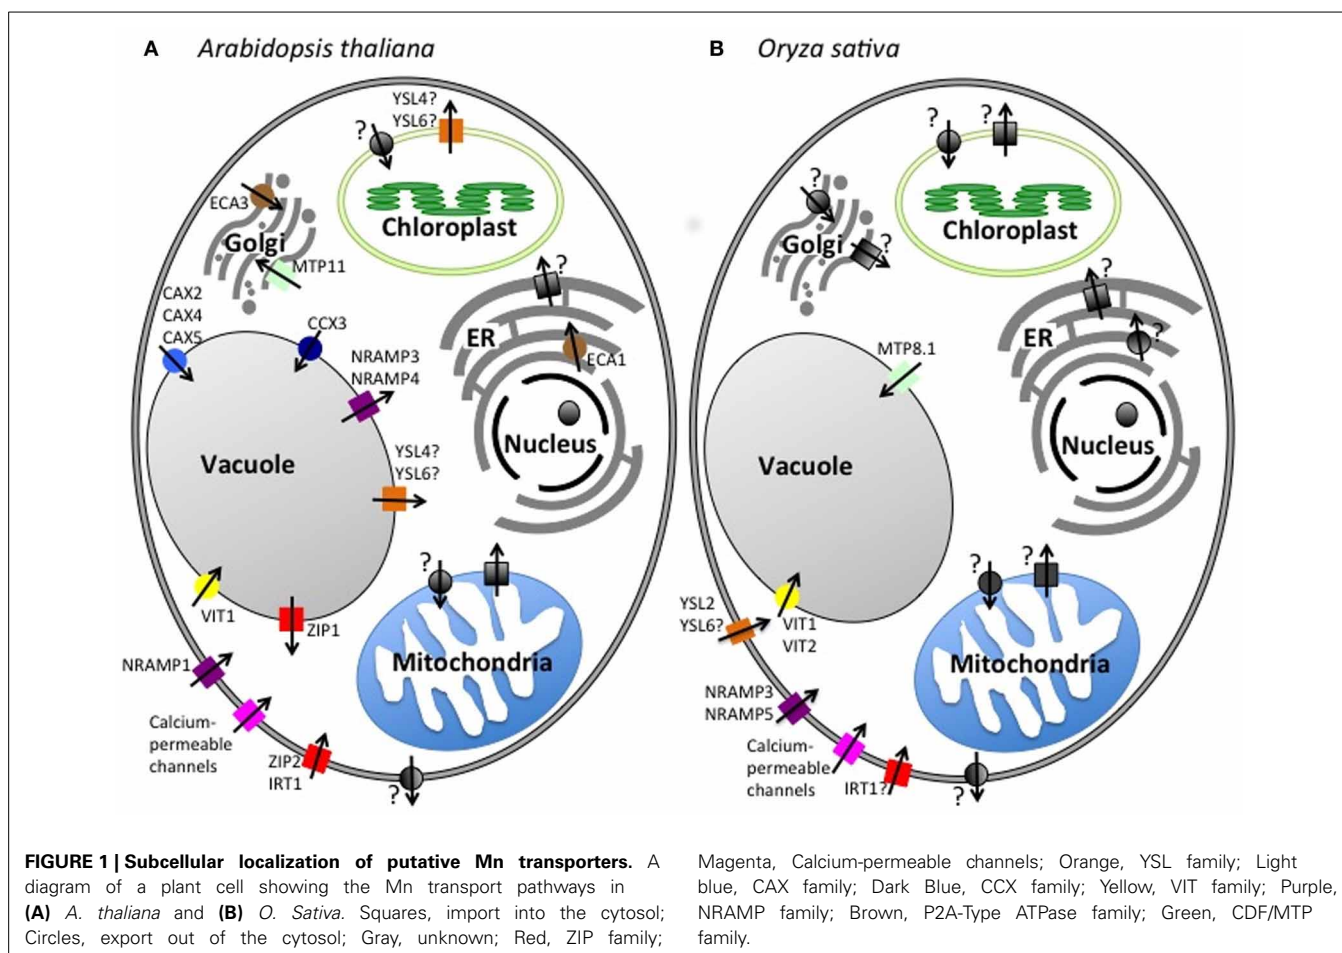 A Arabidopsis thaliana
YSL4?
YSL6?
?
ECA3
Golgi
MTP11
Chloroplast
CAX2
CAX4
CAX5
CCX3
NRAMP3
NRAMP4
?
ER
ECA1
Nucleus
Vacuole
YSL4?
YSL6?
VIT1
ZIP1
?
Mitochondria
NRAMP1
Calcium-
permeable
channels
ZIP2
IRT1
?
B Oryza sativa
?
?
?
Golgi
?
Chloroplast
?
ER
?
MTP8.1
Nucleus
Vacuole
?
?
YSL2
YSL6?
VIT1
VIT2
Mitochondria
NRAMP3
NRAMP5
Calcium-
permeable
channels
IRT1?
?
FIGURE 1 | Subcellular localization of putative Mn transporters. A
diagram of a plant cell showing the Mn transport pathways in
(A) A. thaliana and (B) O. Sativa. Squares, import into the cytosol;
Circles, export out of the cytosol; Gray, unknown; Red, ZIP family;
Magenta, Calcium-permeable channels; Orange, YSL family; Light
blue, CAX family; Dark Blue, CCX family; Yellow, VIT family; Purple,
NRAMP family; Brown, P2A-Type ATPase family; Green, CDF/MTP
family.